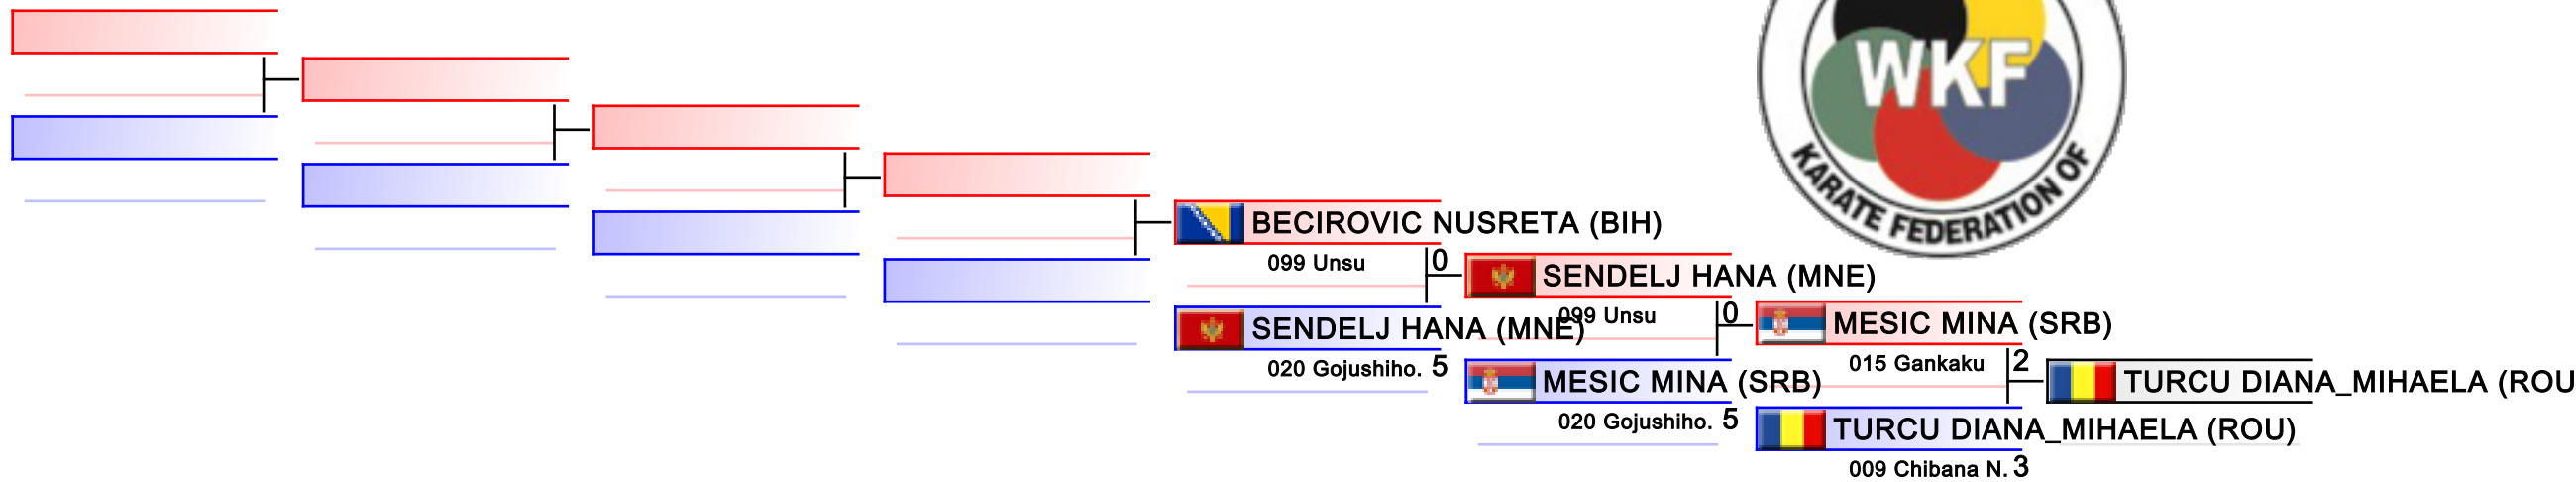 WKF
KARATE FEDERATION OF
BECIROVIC NUSRETA (BIH)
099 Unsu
0
SENDELJ HANA (MNE)
020 Gojushiho. 5
SENDELJ HANA (MNE)
099 Unsu
0
MESIC MINA (SRB)
020 Gojushiho. 5
MESIC MINA (SRB)
015 Gankaku
2
TURCU DIANA_MIHAELA (ROU)
009 Chibana N. 3
TURCU DIANA_MIHAELA (ROU